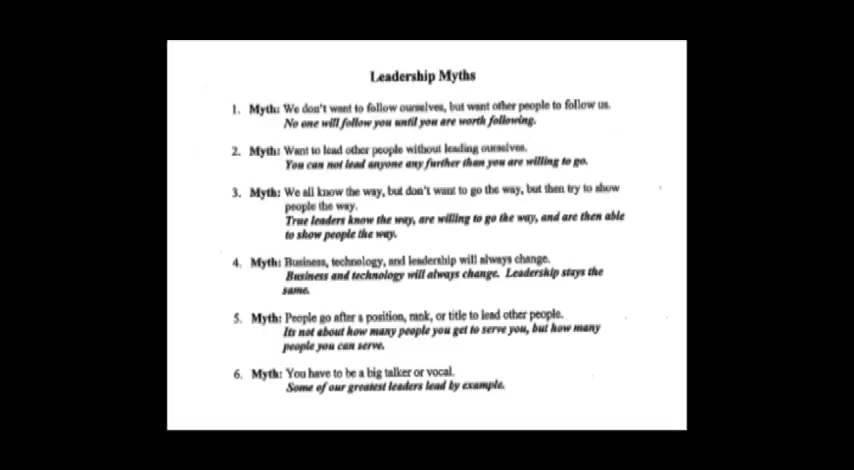 Leadership Myths
1. Myth: We don't want to follow ourselves, but want other people to follow us.
No one will follow you until you are worth following.
2. Myth: Want to lead other people without leading ourselves.
You can not lead anyone any further than you are willing to go.
3. Myth: We all know the way, but don't want to go the way, but then try to show
people the way.
True leaders know the way, are willing to go the way, and are then able
to show people the way.
4. Myth: Business, technology, and leadership will always change.
Business and technology will always change. Leadership stays the
same.
5. Myth: People go after a position, rank, or title to lead other people.
Its not about how many people you get to serve you, but how many
people you can serve.
6. Myth: You have to be a big talker or vocal.
Some of our greatest leaders lead by example.